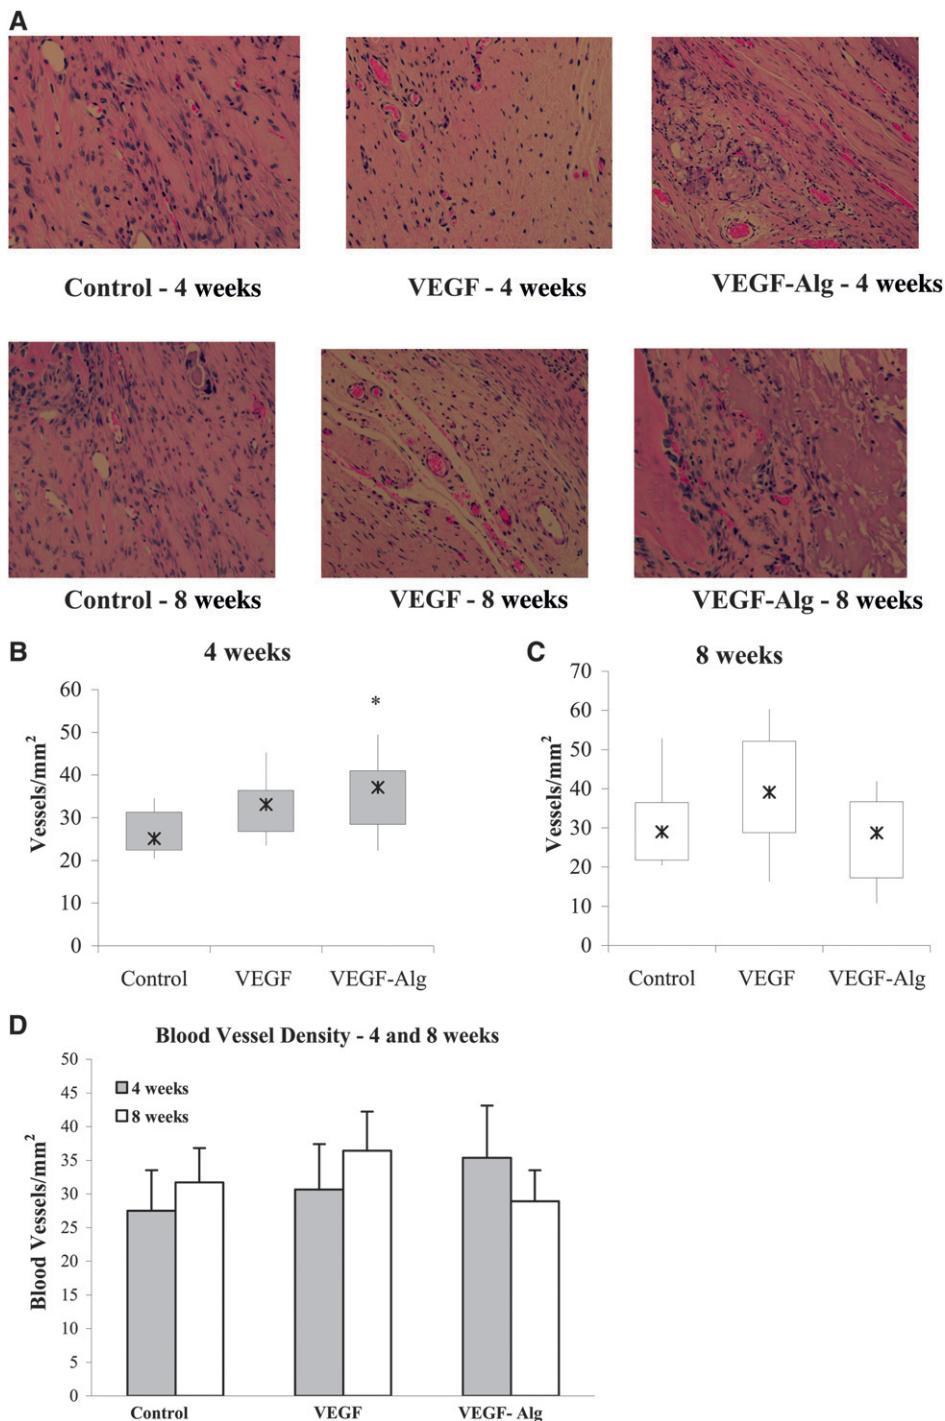 A
Control - 4 weeks
VEGF - 4 weeks
VEGF-Alg - 4 weeks
Control - 8 weeks
VEGF - 8 weeks
VEGF-Alg - 8 weeks
B
4 weeks
Vessels/mm²
60
50
40
30
20
10
0
*
Control
VEGF
VEGF-Alg
C
8 weeks
Vessels/mm²
70
60
50
40
30
20
10
0
Control
VEGF
VEGF-Alg
D
Blood Vessel Density - 4 and 8 weeks
Blood Vessels/mm²
50
45
40
35
30
25
20
15
10
5
0
4 weeks
8 weeks
Control
VEGF
VEGF- Alg